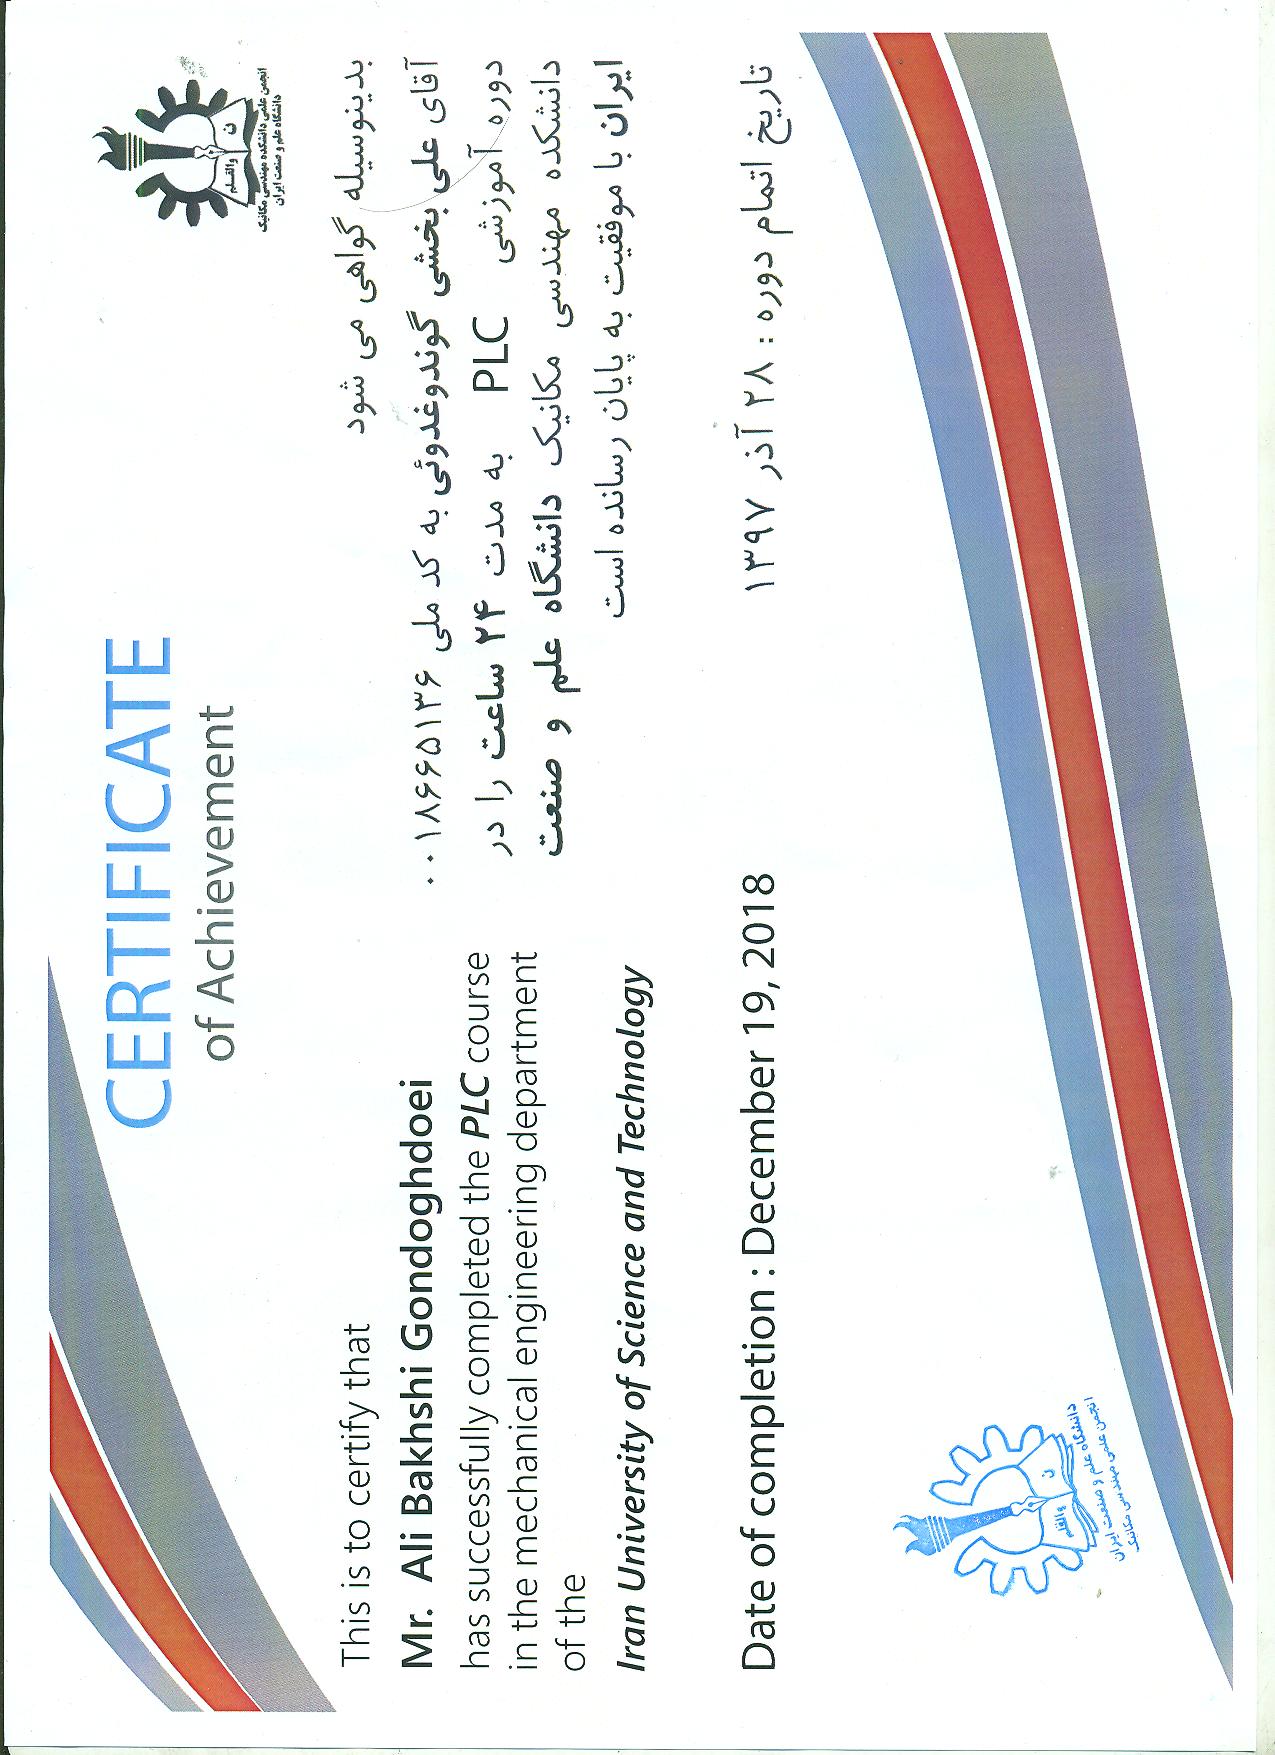 CERTIFICATE
of Achievement
والقلم ن
انجمن علمی دانشکده مهندسی مکانیک
دانشگاه علم و صنعت ایران
This is to certify that
Mr. Ali Bakhshi Gondoghdoei
has successfully completed the PLC course
in the mechanical engineering department
of the
Iran University of Science and Technology
بدینوسیله گواهی می شود
آقای علی بخشی گوندوغدوئی به کد ملی ۰۰۱۸۶۶۵۱۳۶
دوره آموزشی PLC به مدت ۲۴ ساعت را در
دانشکده مهندسی مکانیک دانشگاه علم و صنعت
ایران با موفقیت به پایان رسانده است
Date of completion : December 19, 2018
تاریخ اتمام دوره : ۲۸ آذر ۱۳۹۷
ن والقلم
دانشگاه علم و صنعت ایران
انجمن علمی مهندسی مکانیک